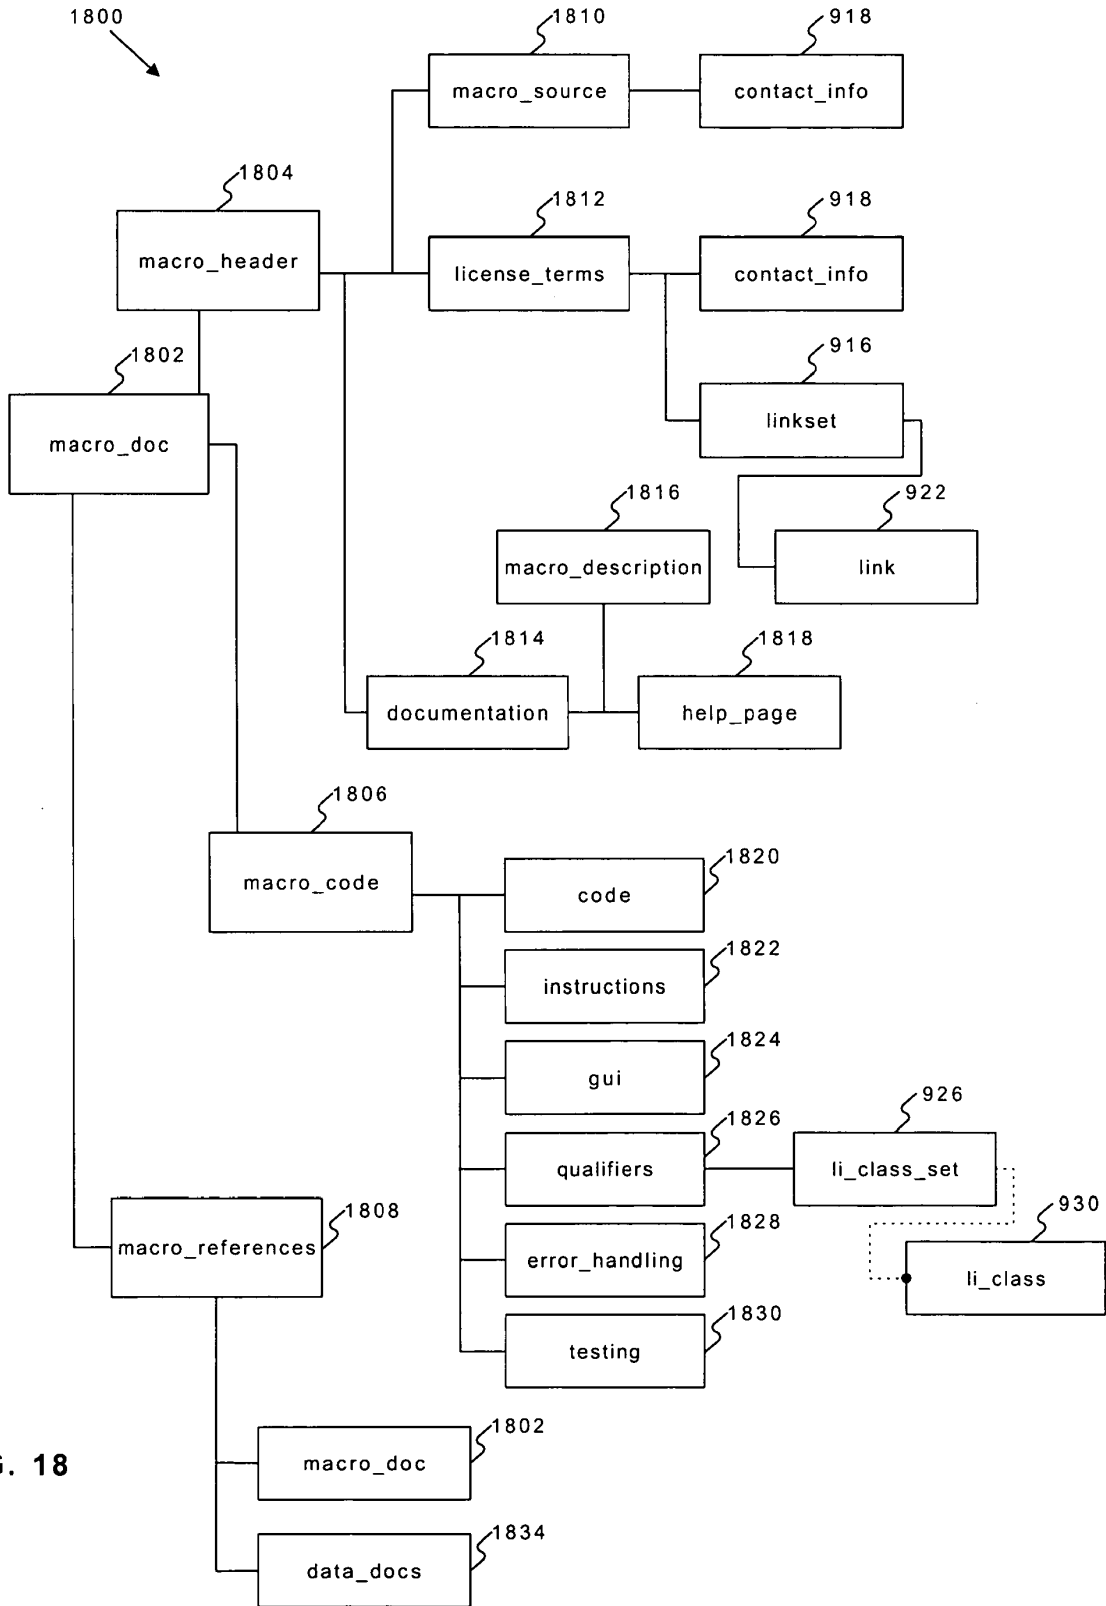 1800
1810
918
macro_source
contact_info
1804
1812
918
macro_header
license_terms
contact_info
1802
916
macro_doc
linkset
1816
922
macro_description
link
1814
1818
documentation
help_page
1806
1820
macro_code
code
1822
instructions
1824
gui
1826
926
qualifiers
li_class_set
1808
1828
930
macro_references
error_handling
li_class
1830
testing
1802
macro_doc
G. 18
1834
data_docs